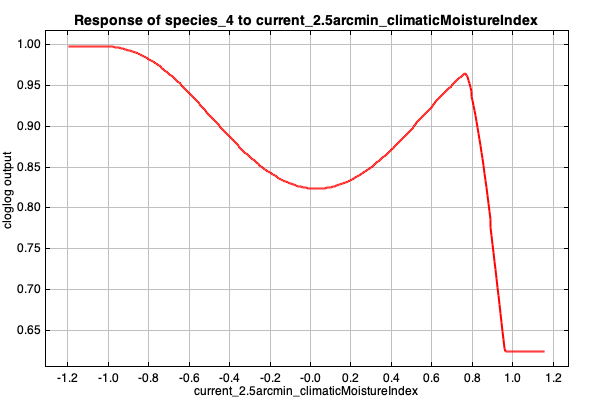 Response of species_4 to current_2.5arcmin_climaticMoistureIndex
cloglog output
1.00
0.95
0.90
0.85
0.80
0.75
0.70
0.65
-1.2 -1.0 -0.8 -0.6 -0.4 -0.2 -0.0 0.2 0.4 0.6 0.8 1.0 1.2
current_2.5arcmin_climaticMoistureIndex